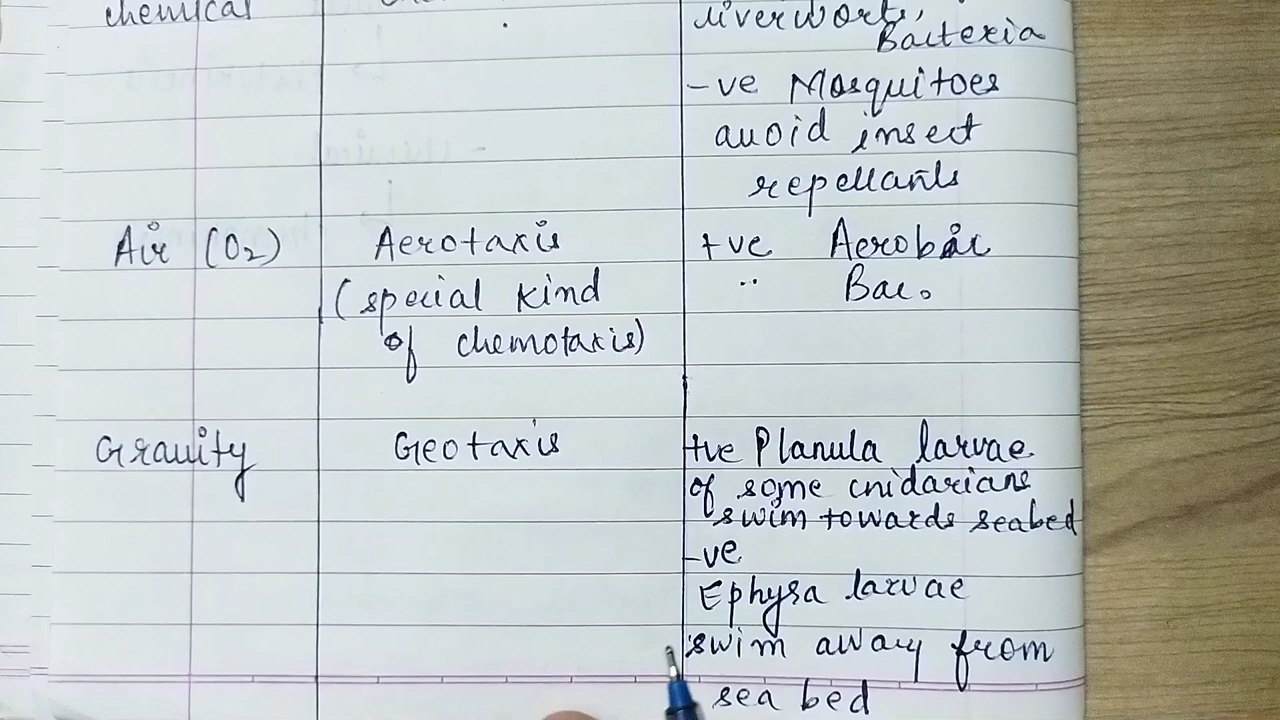 chemical
liverworts,
Bacteria
-ve Mosquitoes
avoid insect
repellants
Air (O₂)
Aerotaxis
(special kind
of chemotaxis)
+ve Aerobic
Bac.
Gravity
Geotaxis
+ve Planula larvae
of some cnidarians
swim towards seabed
-ve
Ephyra larvae
swim away from
sea bed